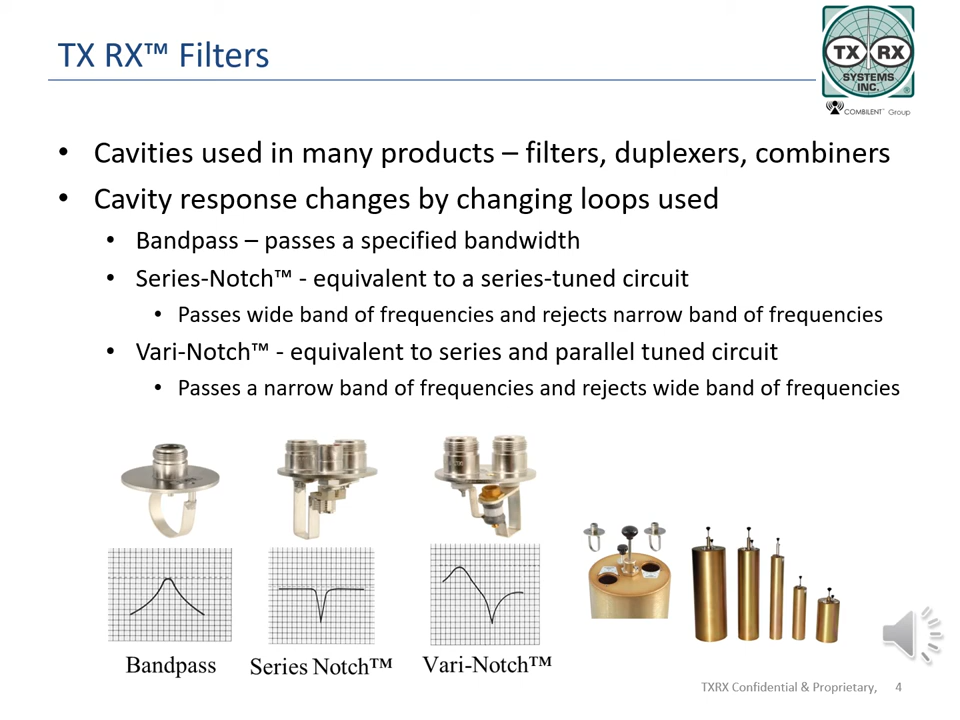 TX RX™ Filters
TX RX
SYSTEMS
INC.
®
COMBILENT™ Group
• Cavities used in many products – filters, duplexers, combiners
• Cavity response changes by changing loops used
• Bandpass – passes a specified bandwidth
• Series-Notch™ - equivalent to a series-tuned circuit
• Passes wide band of frequencies and rejects narrow band of frequencies
• Vari-Notch™ - equivalent to series and parallel tuned circuit
• Passes a narrow band of frequencies and rejects wide band of frequencies
Bandpass
Series Notch™
Vari-Notch™
TXRX Confidential & Proprietary, 4